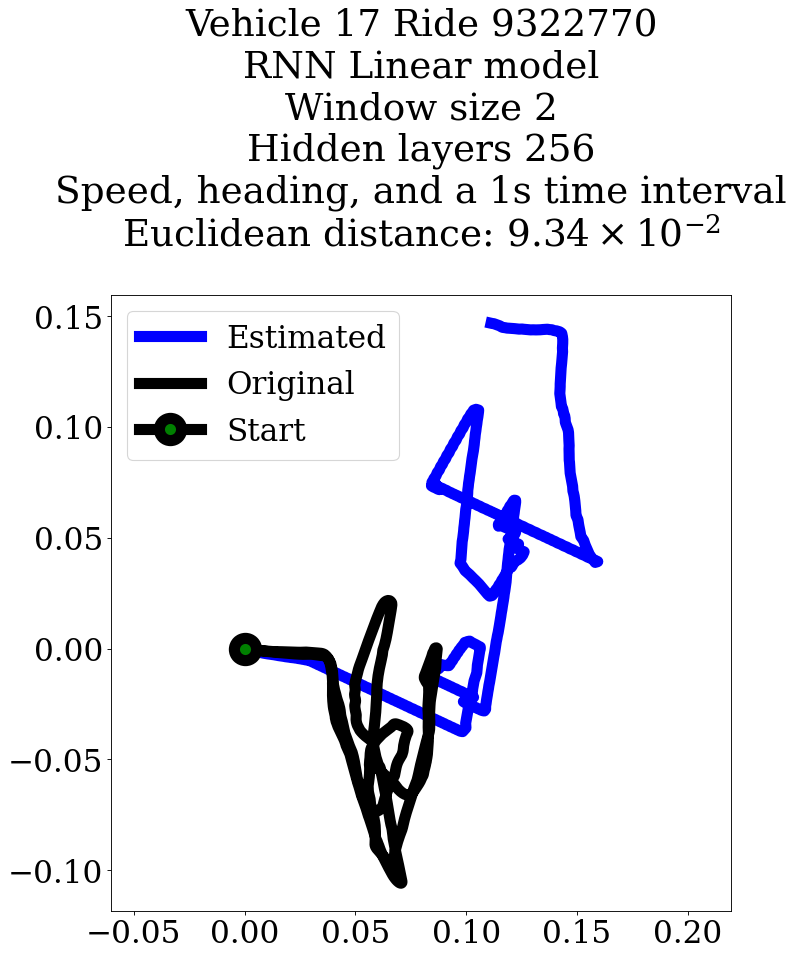 Vehicle 17 Ride 9322770
RNN Linear model
Window size 2
Hidden layers 256
Speed, heading, and a 1s time interval
Euclidean distance: 9.34 × 10⁻²
Estimated
Original
Start
0.15
0.10
0.05
0.00
−0.05
−0.10
−0.05 0.00 0.05 0.10 0.15 0.20